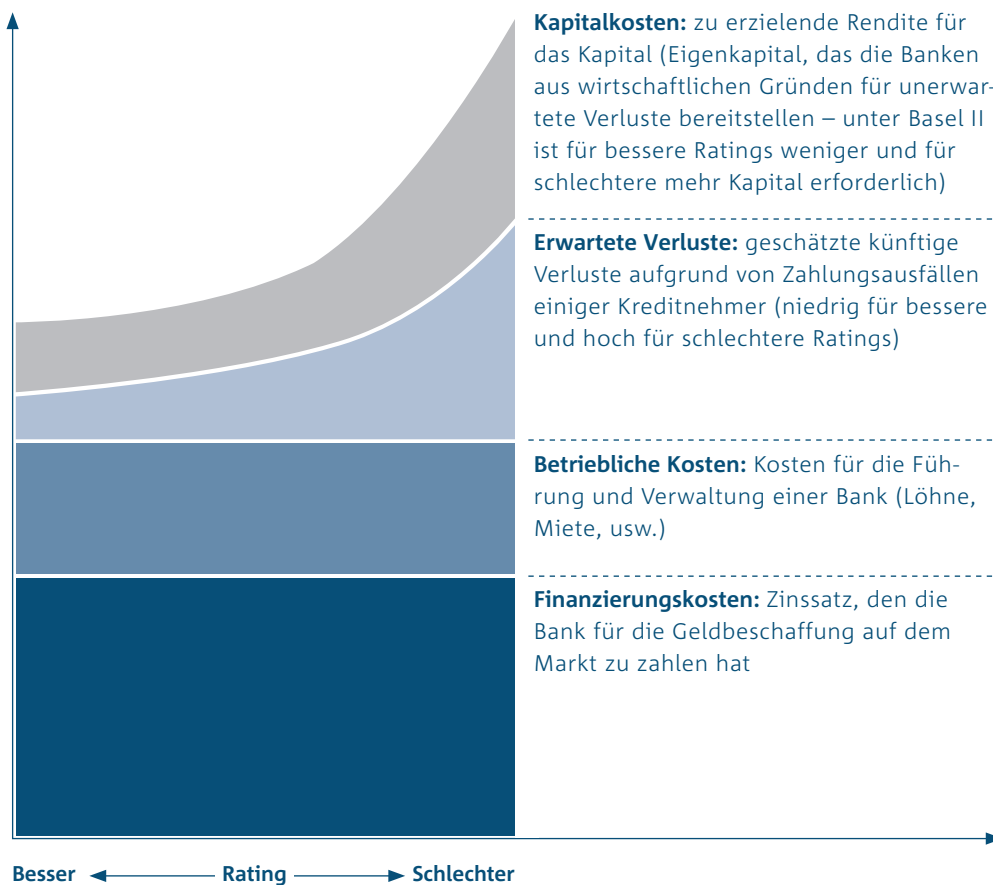 Kapitalkosten: zu erzielende Rendite für
das Kapital (Eigenkapital, das die Banken
aus wirtschaftlichen Gründen für unerwar-
tete Verluste bereitstellen – unter Basel II
ist für bessere Ratings weniger und für
schlechtere mehr Kapital erforderlich)
Erwartete Verluste: geschätzte künftige
Verluste aufgrund von Zahlungsausfällen
einiger Kreditnehmer (niedrig für bessere
und hoch für schlechtere Ratings)
Betriebliche Kosten: Kosten für die Füh-
rung und Verwaltung einer Bank (Löhne,
Miete, usw.)
Finanzierungskosten: Zinssatz, den die
Bank für die Geldbeschaffung auf dem
Markt zu zahlen hat
Besser Rating Schlechter